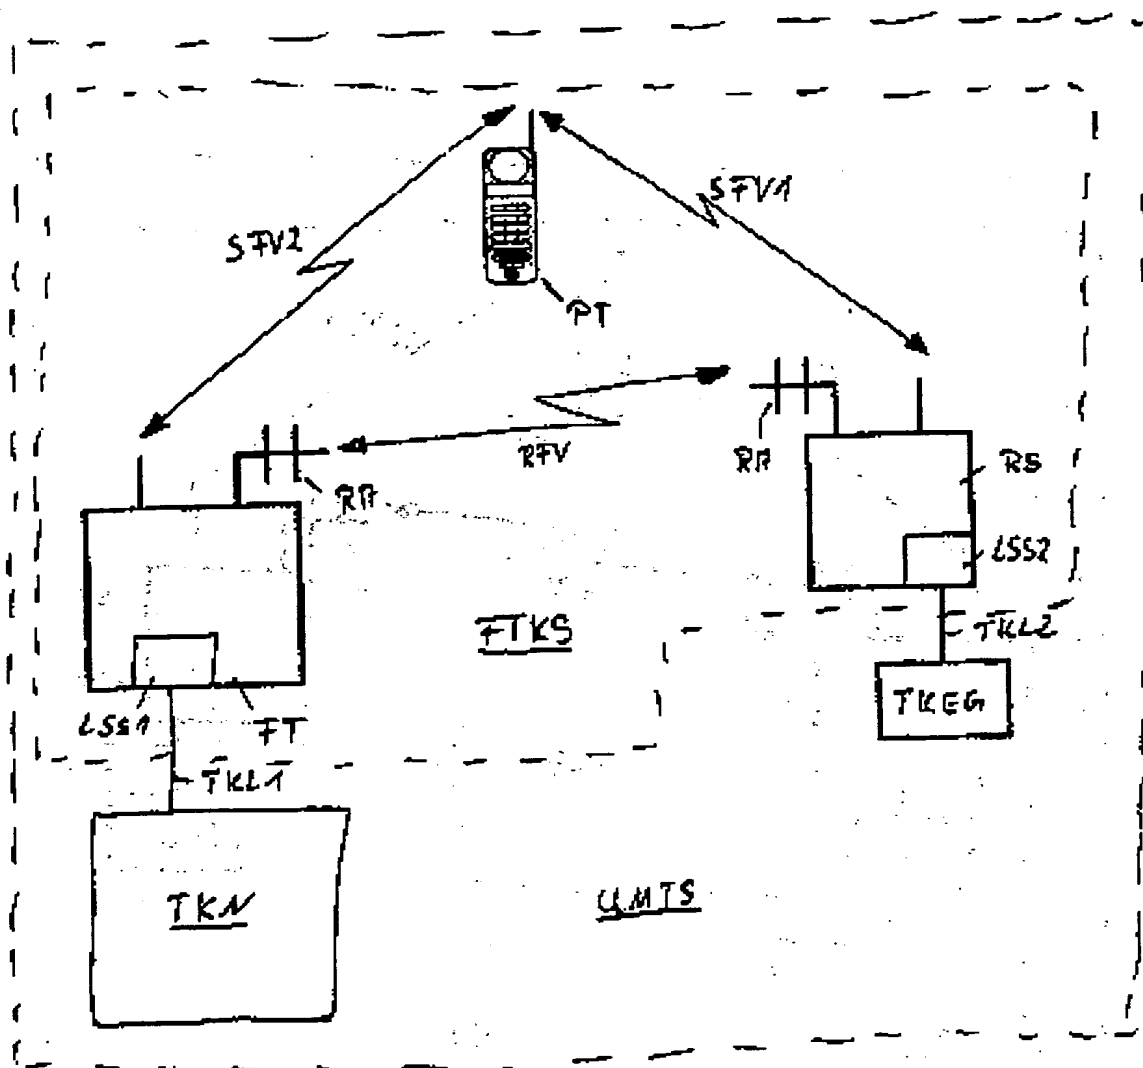 SFV1
SFV2
PT
RA
RFV
RA
RS
LSS2
FTKS
TKL2
TKEG
LSS1
FT
TKL1
TKN
UMTS